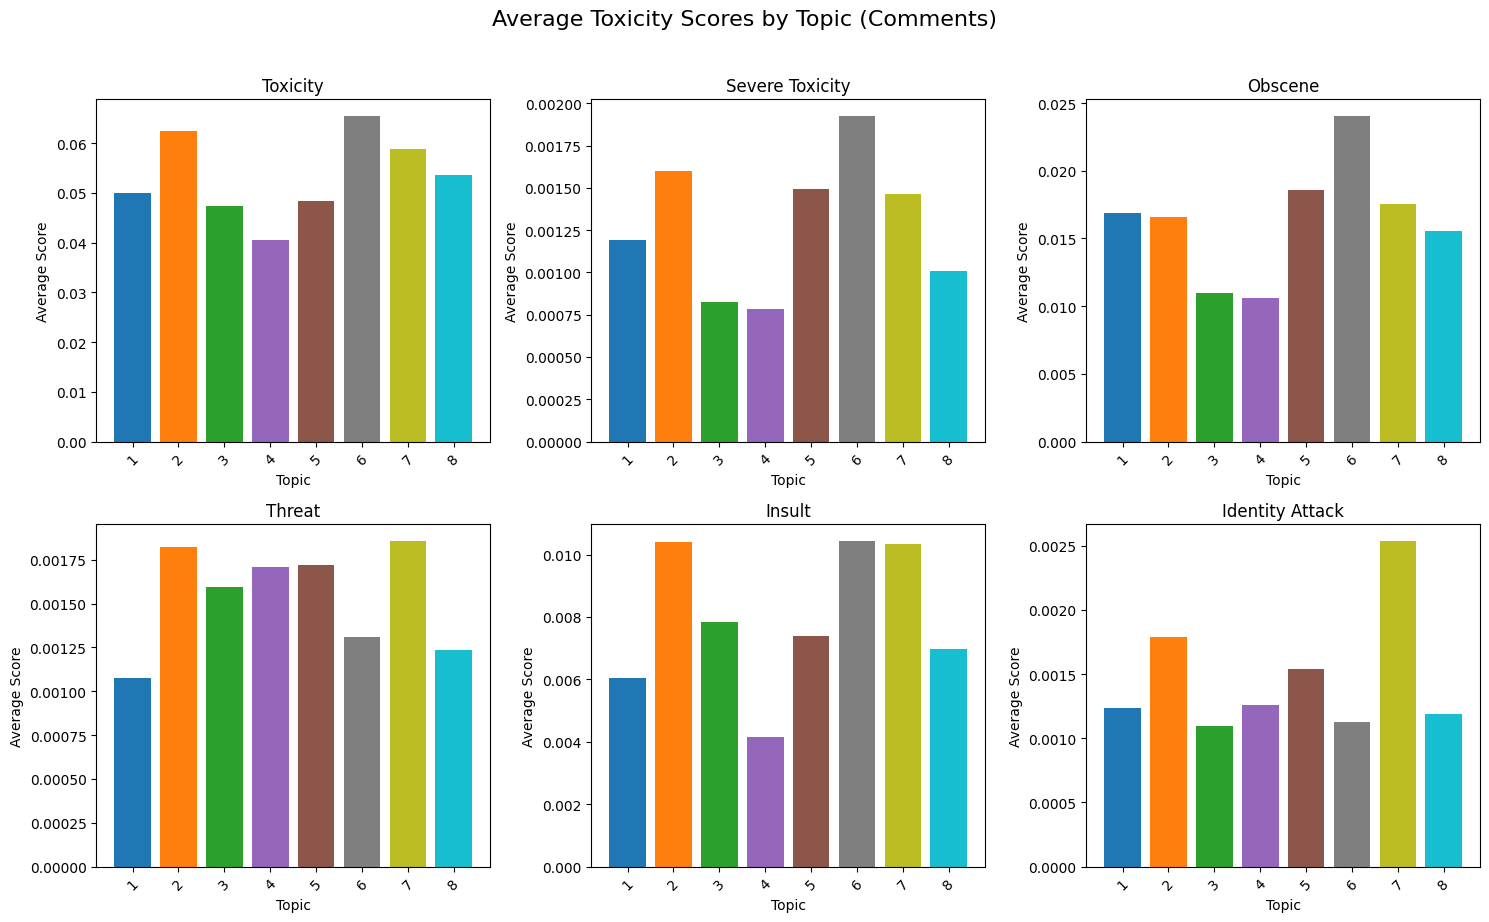 Average Toxicity Scores by Topic (Comments)
Toxicity
Average Score
0.06
0.05
0.04
0.03
0.02
0.01
0.00
1 2 3 4 5 6 7 8
Topic
Severe Toxicity
Average Score
0.00200
0.00175
0.00150
0.00125
0.00100
0.00075
0.00050
0.00025
0.00000
1 2 3 4 5 6 7 8
Topic
Obscene
Average Score
0.025
0.020
0.015
0.010
0.005
0.000
1 2 3 4 5 6 7 8
Topic
Threat
Average Score
0.00175
0.00150
0.00125
0.00100
0.00075
0.00050
0.00025
0.00000
1 2 3 4 5 6 7 8
Topic
Insult
Average Score
0.010
0.008
0.006
0.004
0.002
0.000
1 2 3 4 5 6 7 8
Topic
Identity Attack
Average Score
0.0025
0.0020
0.0015
0.0010
0.0005
0.0000
1 2 3 4 5 6 7 8
Topic